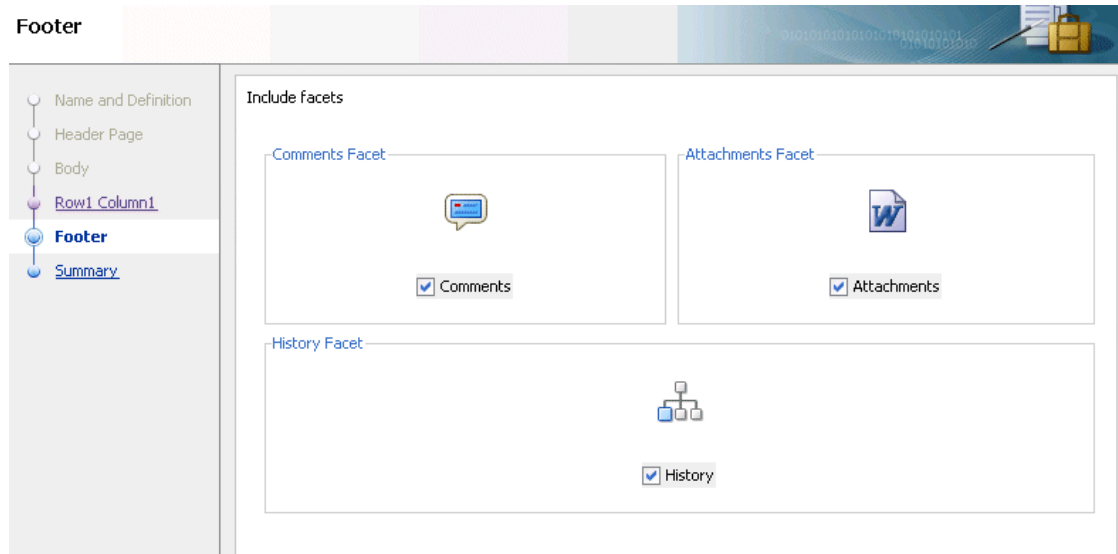 Footer
Name and Definition
Header Page
Body
Row1 Column1
Footer
Summary
Include facets
Comments Facet
Comments
Attachments Facet
W
Attachments
History Facet
History